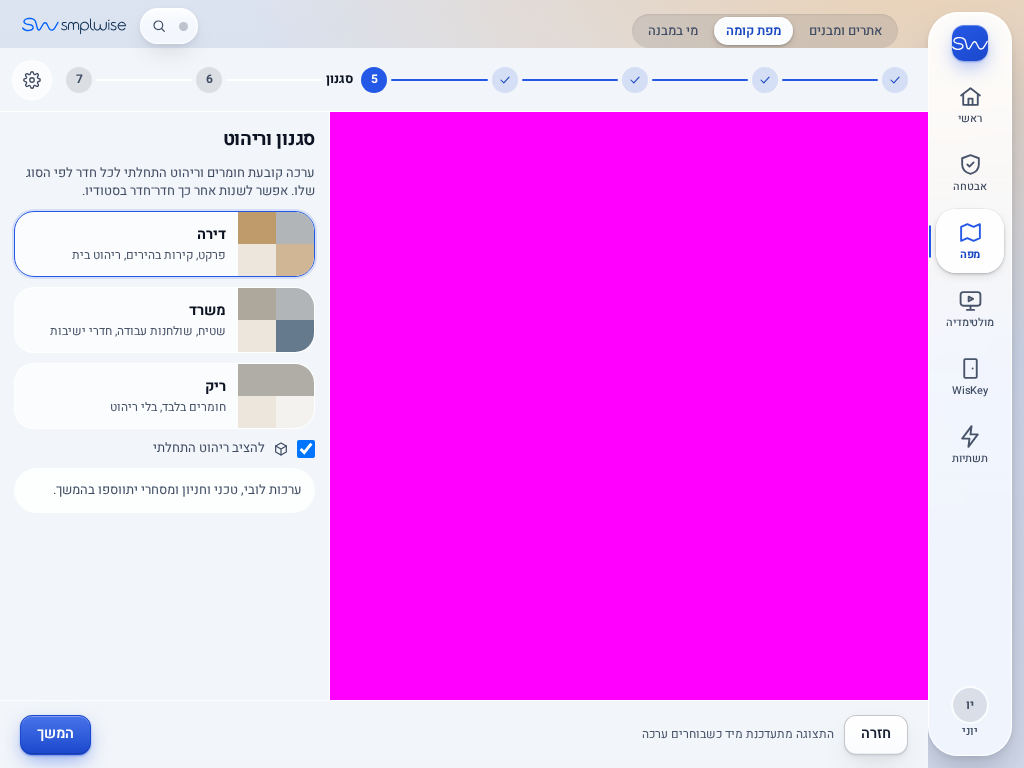 SW
ראשי
אבטחה
מפה
מולטימדיה
WisKey
תשתיות
יו
יוני
אתרים ומבנים
מפת קומה
מי במבנה
SW smplwise
5
סגנון
6
7
סגנון וריהוט
ערכה קובעת חומרים וריהוט התחלתי לכל חדר לפי הסוג
שלו. אפשר לשנות אחר כך חדר־חדר בסטודיו.
דירה
פרקט, קירות בהירים, ריהוט בית
משרד
שטיח, שולחנות עבודה, חדרי ישיבות
ריק
חומרים בלבד, בלי ריהוט
להציב ריהוט התחלתי
ערכות לובי, טכני וחניון ומסחרי יתווספו בהמשך.
חזרה
התצוגה מתעדכנת מיד כשבוחרים ערכה
המשך